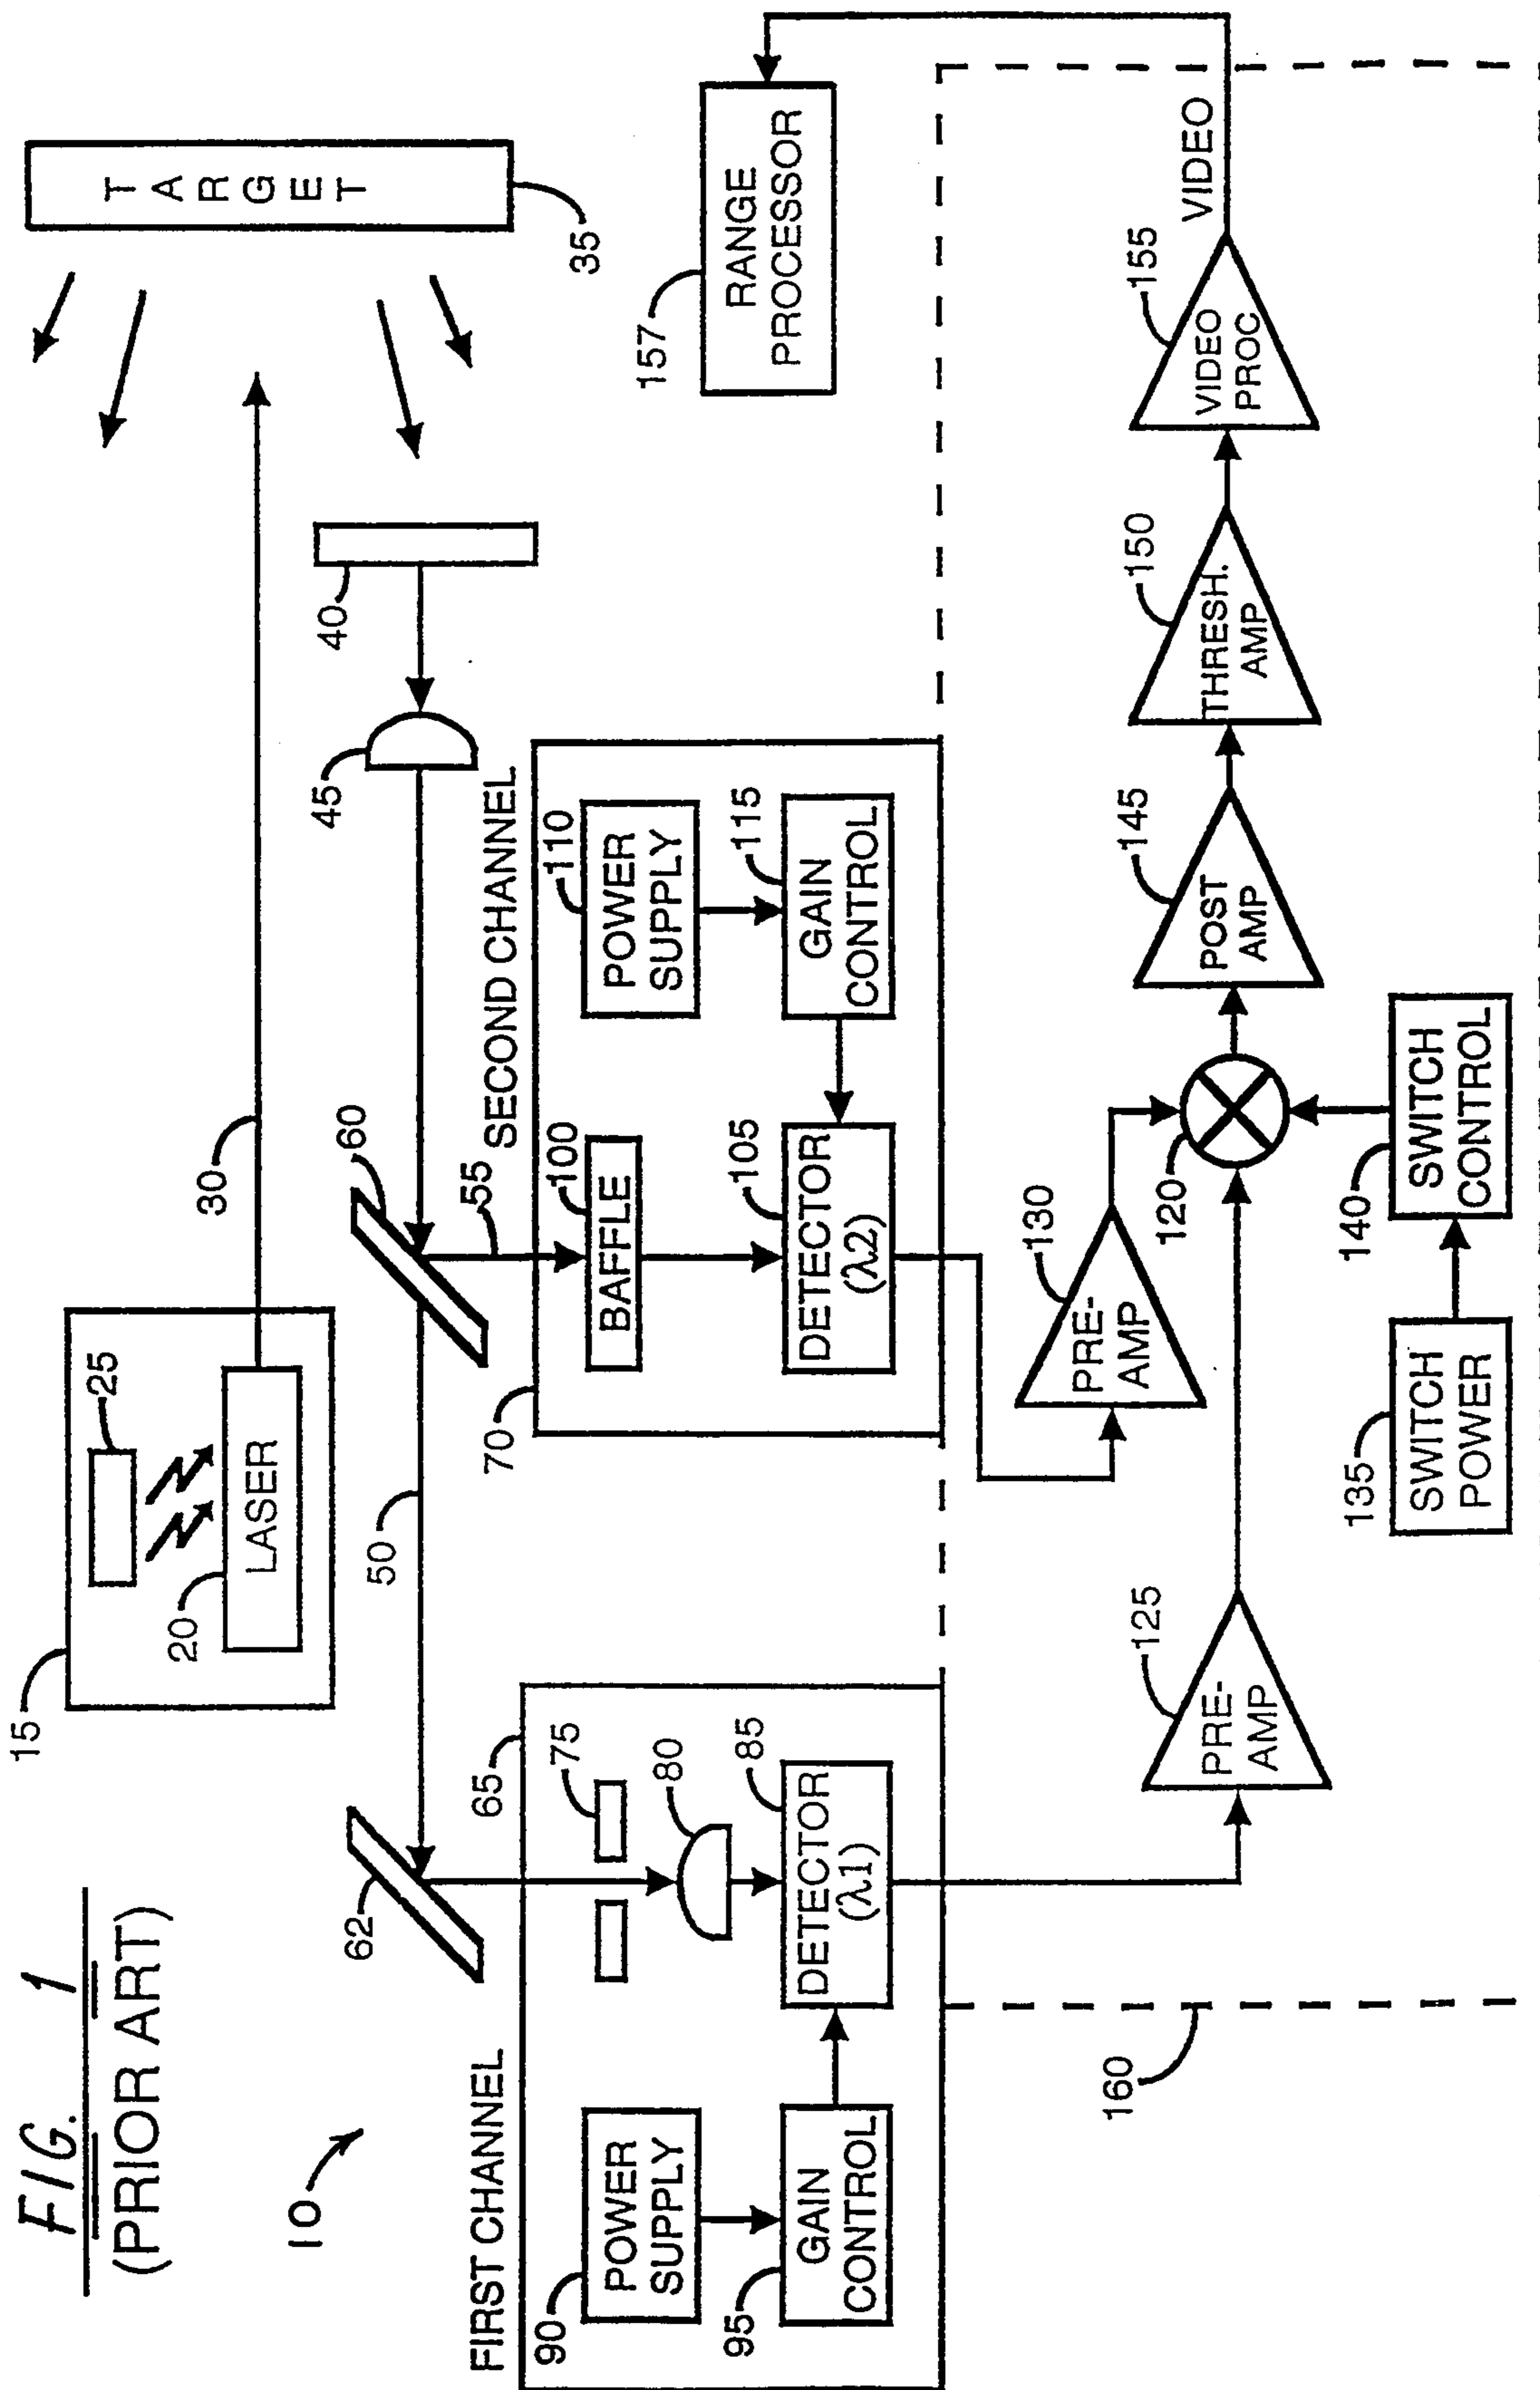 FIG. 1
(PRIOR ART)
10
15
25
20
LASER
30
TARGET
35
40
45
50
60
55
62
FIRST CHANNEL
65
75
80
85
DETECTOR
(λ1)
90
POWER
SUPPLY
95
GAIN
CONTROL
SECOND CHANNEL
70
100
BAFFLE
105
DETECTOR
(λ2)
110
POWER
SUPPLY
115
GAIN
CONTROL
157
RANGE
PROCESSOR
160
125
PRE-
AMP
130
PRE-
AMP
120
135
SWITCH
POWER
140
SWITCH
CONTROL
145
POST
AMP
150
THRESH.
AMP
155
VIDEO
PROC
VIDEO